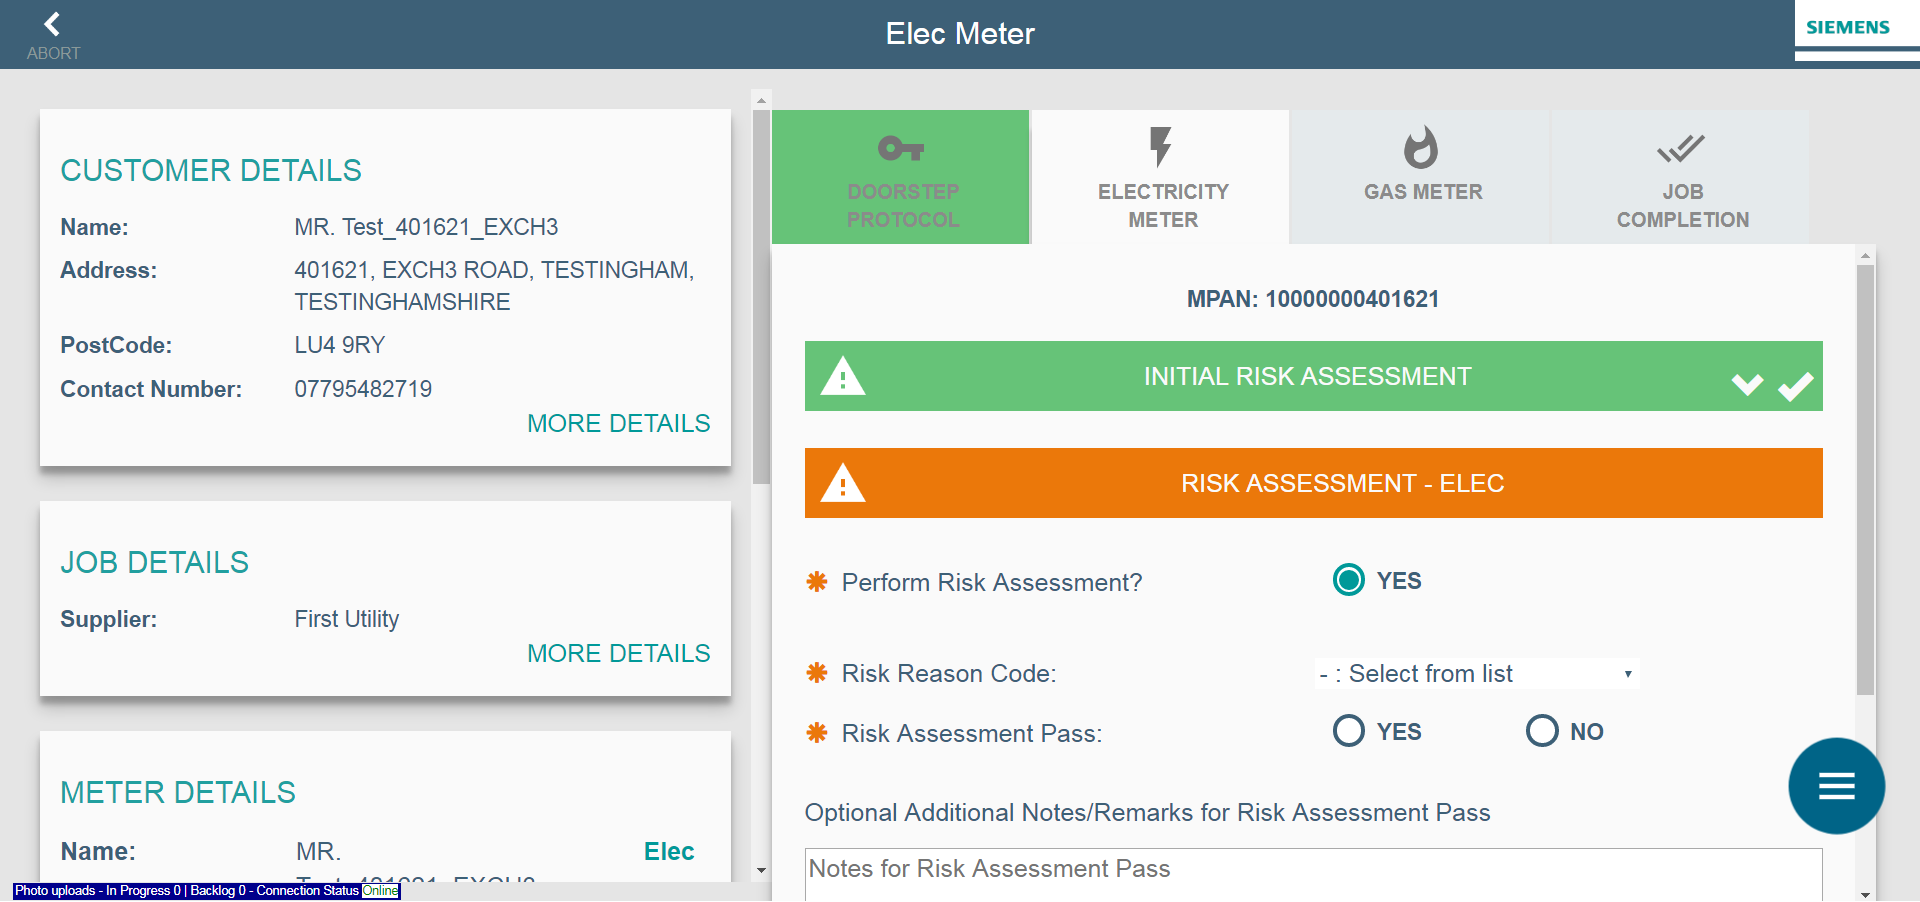 ABORT
Elec Meter
SIEMENS
CUSTOMER DETAILS
Name: MR. Test_401621_EXCH3
Address: 401621, EXCH3 ROAD, TESTINGHAM,
TESTINGHAMSHIRE
PostCode: LU4 9RY
Contact Number: 07795482719
MORE DETAILS
JOB DETAILS
Supplier: First Utility
MORE DETAILS
METER DETAILS
Name: MR. Elec
Test_401621_EXCH3
Photo uploads - In Progress 0 | Backlog 0 - Connection Status Online
DOORSTEP
PROTOCOL
ELECTRICITY
METER
GAS METER
JOB
COMPLETION
MPAN: 10000000401621
INITIAL RISK ASSESSMENT
RISK ASSESSMENT - ELEC
✱ Perform Risk Assessment? YES
✱ Risk Reason Code: - : Select from list
✱ Risk Assessment Pass: YES NO
Optional Additional Notes/Remarks for Risk Assessment Pass
Notes for Risk Assessment Pass